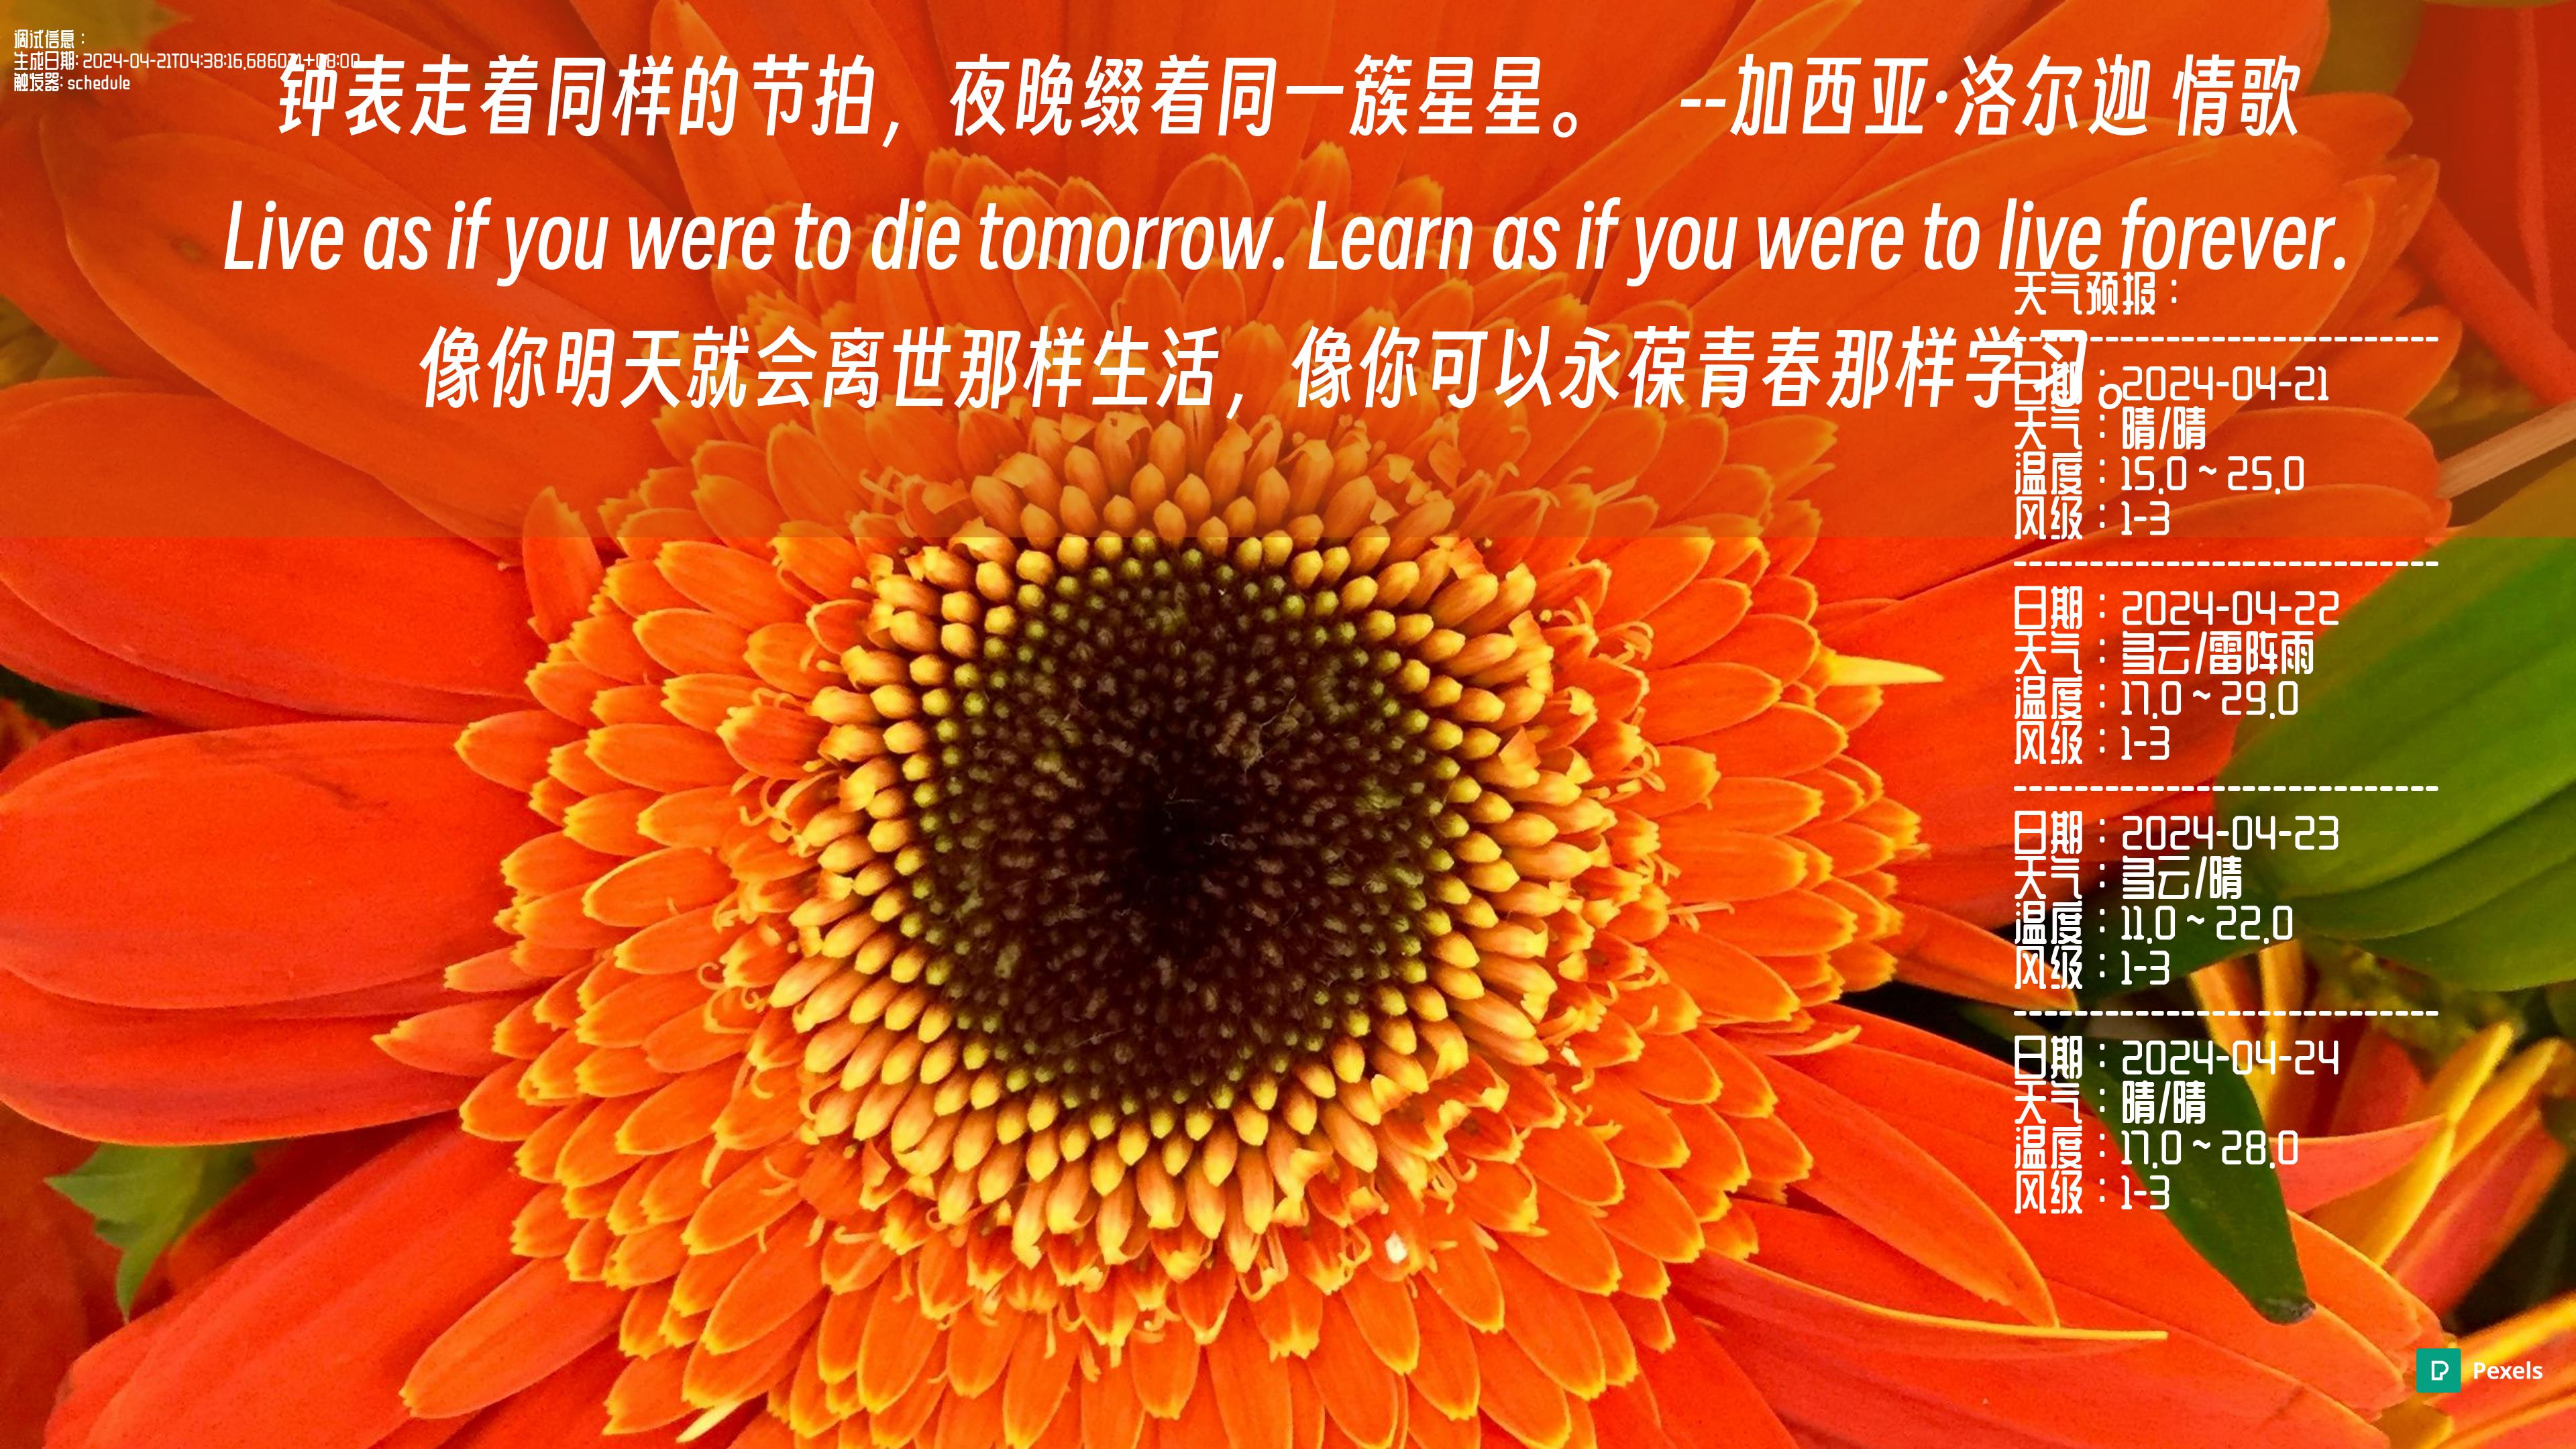 调试信息：
生成日期: 2024-04-21T04:38:16.686071+08:00
触发器: schedule
钟表走着同样的节拍，夜晚缀着同一簇星星。 --加西亚·洛尔迦 情歌
Live as if you were to die tomorrow. Learn as if you were to live forever.
像你明天就会离世那样生活，像你可以永葆青春那样学习。
天气预报：
----------------------------
日期：2024-04-21
天气：晴/晴
温度：15.0 ~ 25.0
风级：1-3
----------------------------
日期：2024-04-22
天气：多云/雷阵雨
温度：17.0 ~ 29.0
风级：1-3
----------------------------
日期：2024-04-23
天气：多云/晴
温度：11.0 ~ 22.0
风级：1-3
----------------------------
日期：2024-04-24
天气：晴/晴
温度：17.0 ~ 28.0
风级：1-3
Pexels